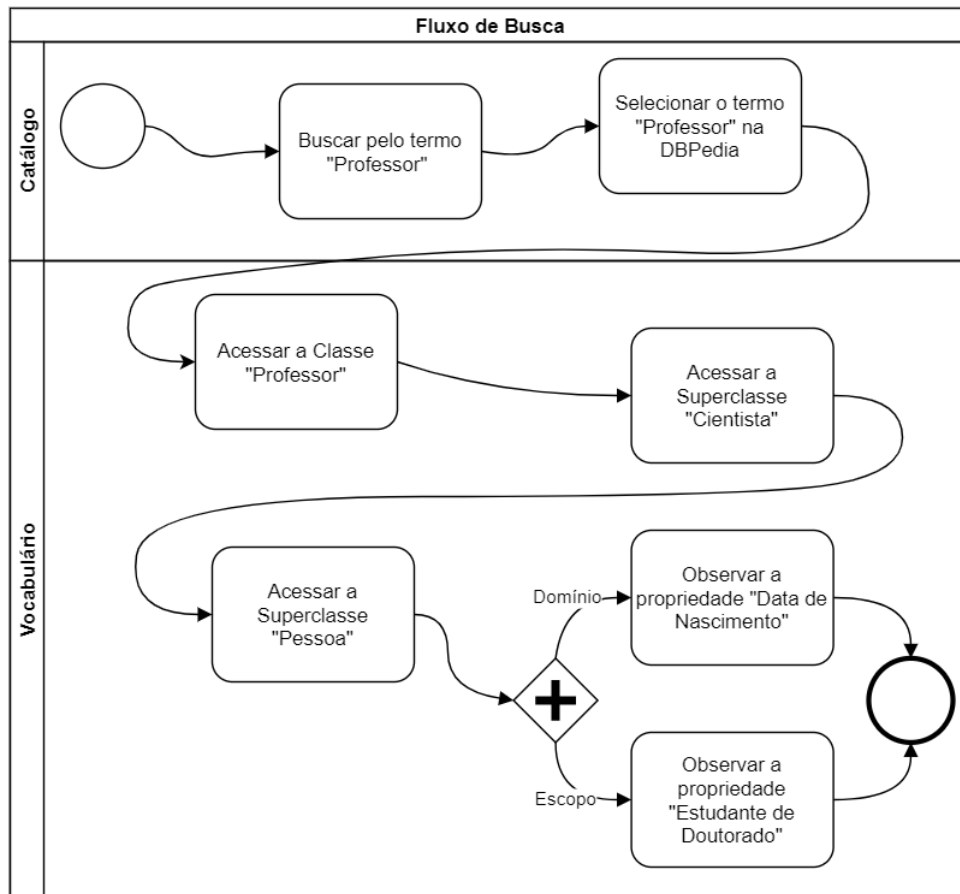 Fluxo de Busca
Catálogo
Buscar pelo termo
"Professor"
Selecionar o termo
"Professor" na
DBPedia
Vocabulário
Acessar a Classe
"Professor"
Acessar a
Superclasse
"Cientista"
Acessar a
Superclasse
"Pessoa"
Domínio
Observar a
propriedade "Data de
Nascimento"
Escopo
Observar a
propriedade
"Estudante de
Doutorado"